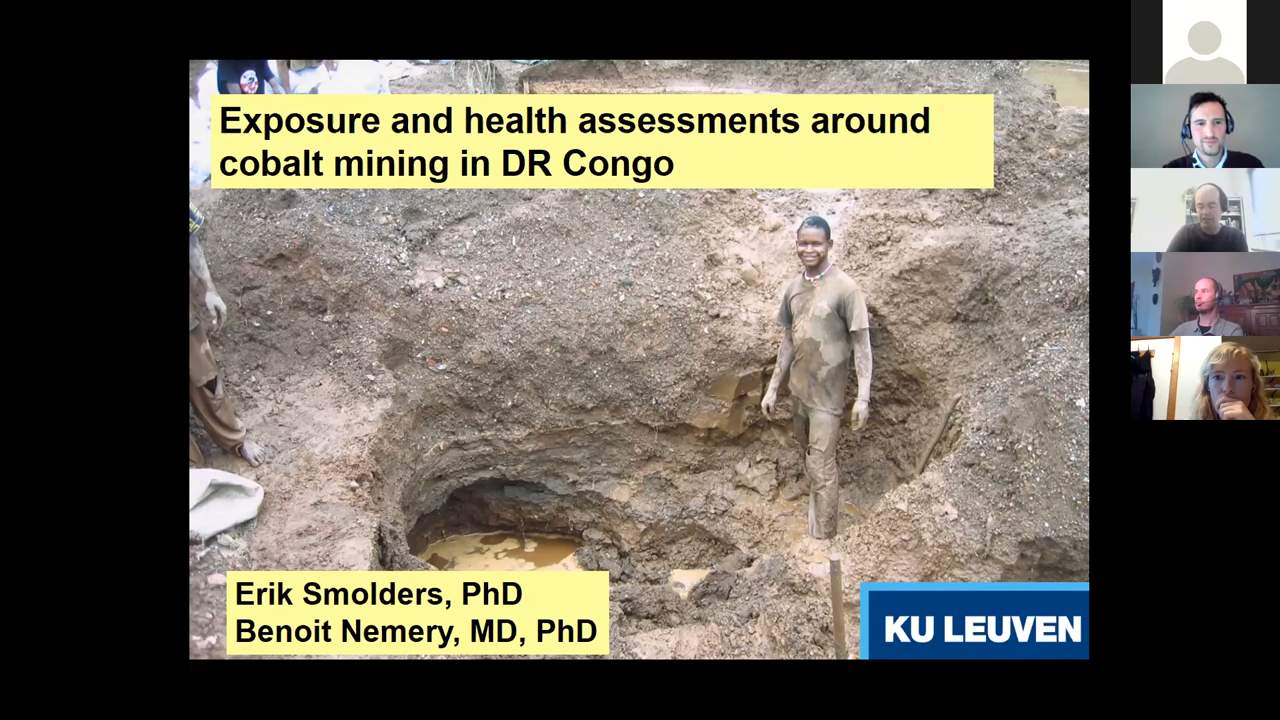 Exposure and health assessments around
cobalt mining in DR Congo
Erik Smolders, PhD
Benoit Nemery, MD, PhD
KU LEUVEN